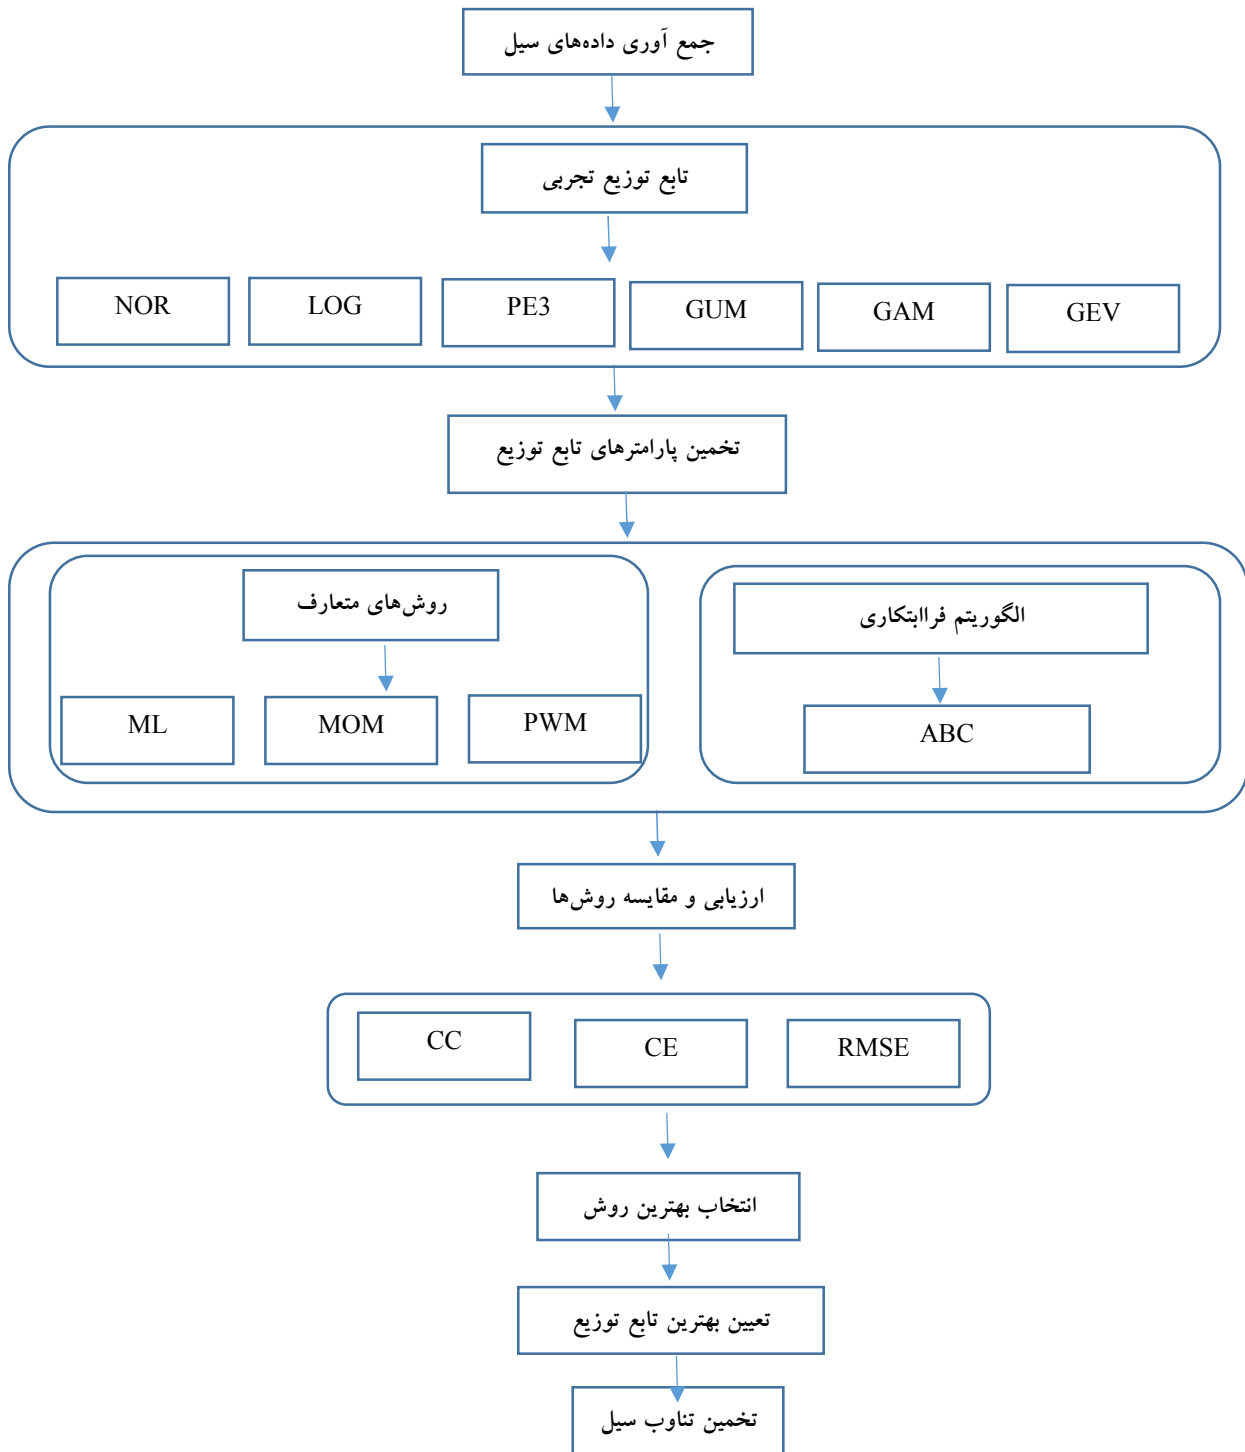 جمع آوری داده‌های سیل
تابع توزیع تجربی
NOR
LOG
PE3
GUM
GAM
GEV
تخمین پارامترهای تابع توزیع
روش‌های متعارف
الگوریتم فراابتکاری
ML
MOM
PWM
ABC
ارزیابی و مقایسه روش‌ها
CC
CE
RMSE
انتخاب بهترین روش
تعیین بهترین تابع توزیع
تخمین تناوب سیل